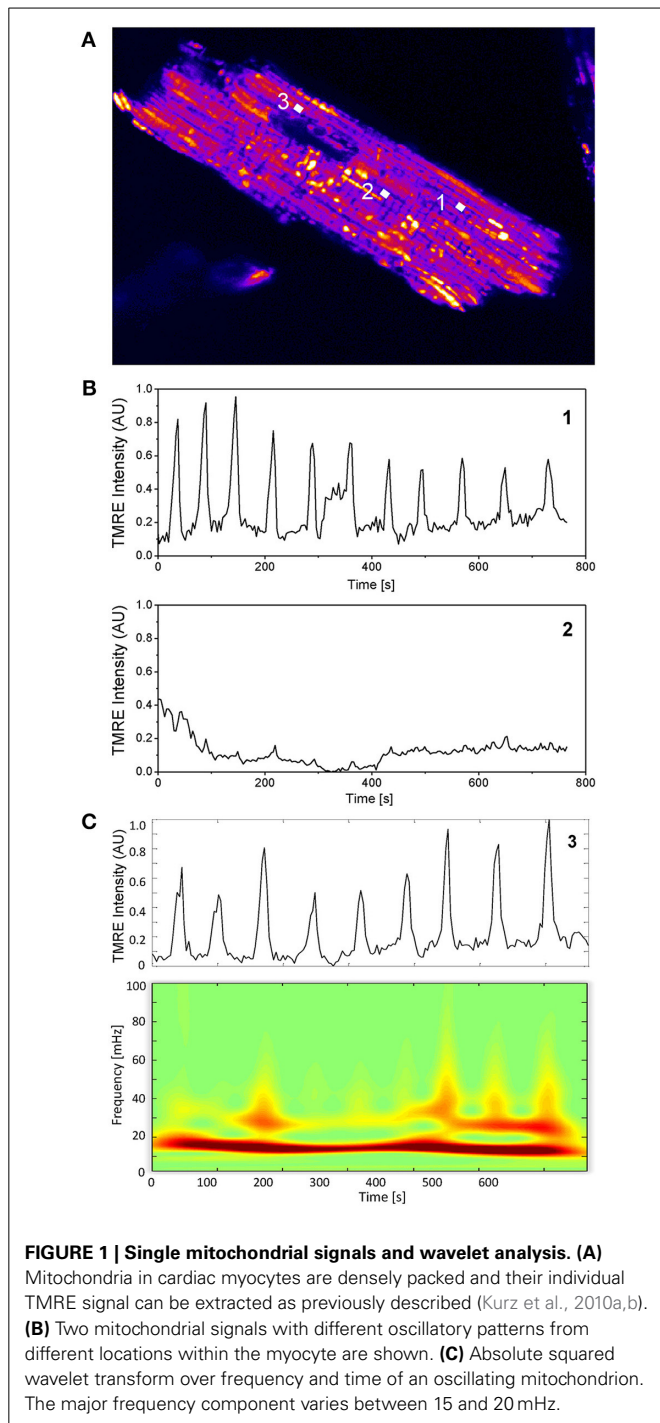 A
3
2
1
B
TMRE Intensity (AU)
1.0
0.8
0.6
0.4
0.2
0.0
1
0
200
400
600
800
Time [s]
TMRE Intensity (AU)
1.0
0.8
0.6
0.4
0.2
0.0
2
0
200
400
600
800
Time [s]
C
TMRE Intensity (AU)
1.0
0.8
0.6
0.4
0.2
0
3
Frequency [mHz]
100
80
60
40
20
0
0
100
200
300
400
500
600
Time [s]
FIGURE 1 | Single mitochondrial signals and wavelet analysis. (A)
Mitochondria in cardiac myocytes are densely packed and their individual
TMRE signal can be extracted as previously described (Kurz et al., 2010a,b).
(B) Two mitochondrial signals with different oscillatory patterns from
different locations within the myocyte are shown. (C) Absolute squared
wavelet transform over frequency and time of an oscillating mitochondrion.
The major frequency component varies between 15 and 20 mHz.